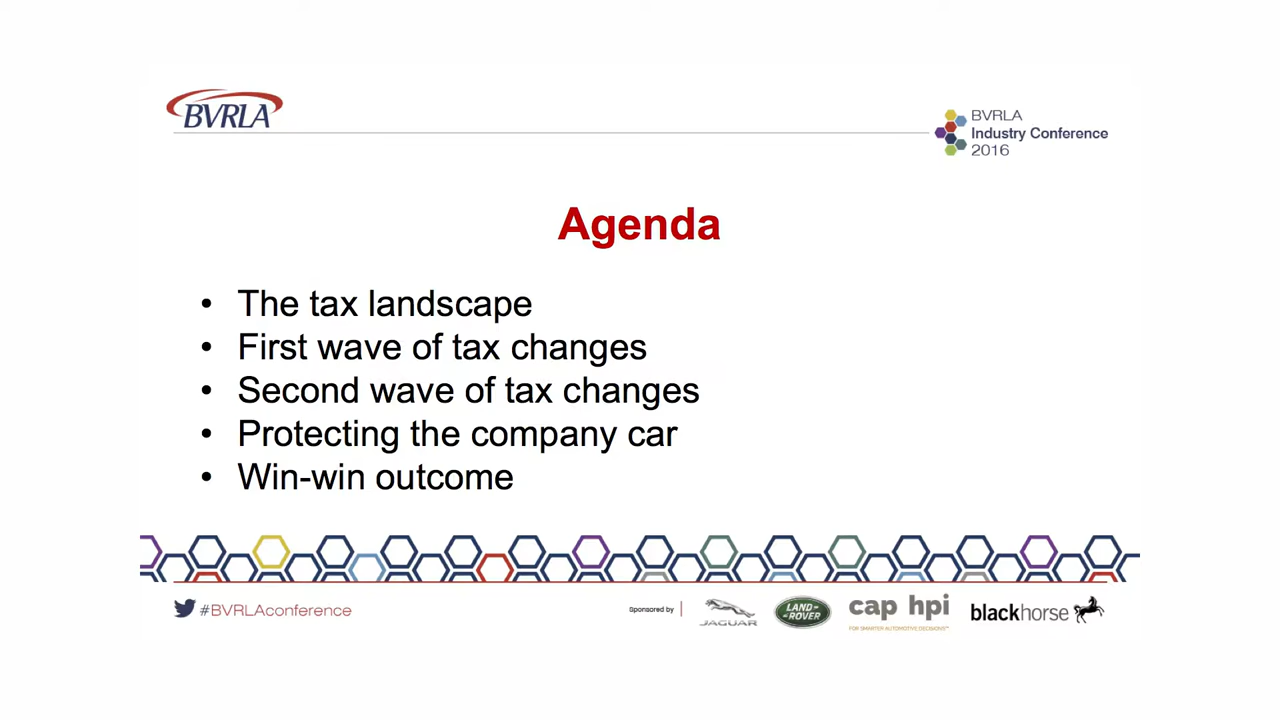 BVRLA
BVRLA
Industry Conference
2016
Agenda
• The tax landscape
• First wave of tax changes
• Second wave of tax changes
• Protecting the company car
• Win-win outcome
#BVRLAconference
Sponsored by
JAGUAR
LAND-
ROVER
cap hpi
FOR SMARTER AUTOMOTIVE DECISIONS™
blackhorse